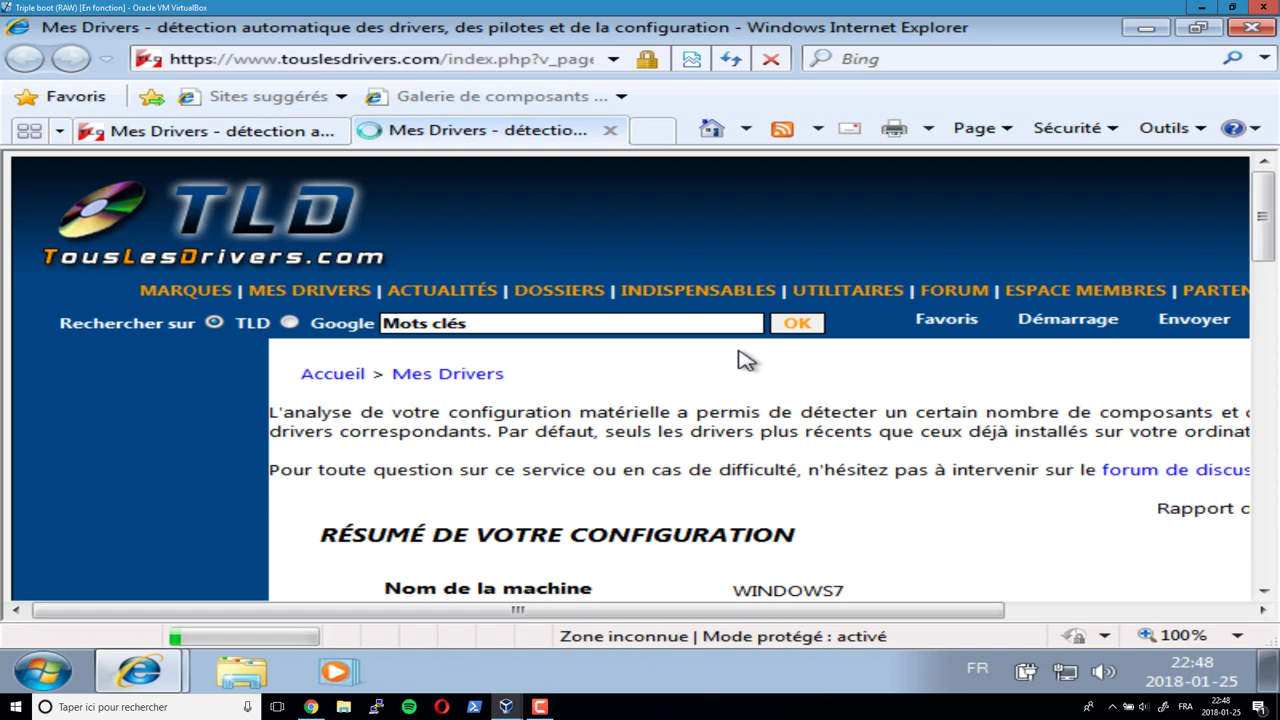 Triple boot (RAW) [En fonction] - Oracle VM VirtualBox
Mes Drivers - détection automatique des drivers, des pilotes et de la configuration - Windows Internet Explorer
https://www.touslesdrivers.com/index.php?v_page
Bing
Favoris
Sites suggérés
Galerie de composants ...
Mes Drivers - détection a...
Mes Drivers - détectio...
Page
Sécurité
Outils
TLD
TousLesDrivers.com
MARQUES | MES DRIVERS | ACTUALITÉS | DOSSIERS | INDISPENSABLES | UTILITAIRES | FORUM | ESPACE MEMBRES | PARTEN
Rechercher sur TLD Google Mots clés OK
Favoris Démarrage Envoyer
Accueil > Mes Drivers
L'analyse de votre configuration matérielle a permis de détecter un certain nombre de composants et
drivers correspondants. Par défaut, seuls les drivers plus récents que ceux déjà installés sur votre ordinat
Pour toute question sur ce service ou en cas de difficulté, n'hésitez pas à intervenir sur le forum de discus
Rapport
RÉSUMÉ DE VOTRE CONFIGURATION
Nom de la machine WINDOWS7
Zone inconnue | Mode protégé : activé
100%
FR
22:48
2018-01-25
Taper ici pour rechercher
FRA
22:48
2018-01-25